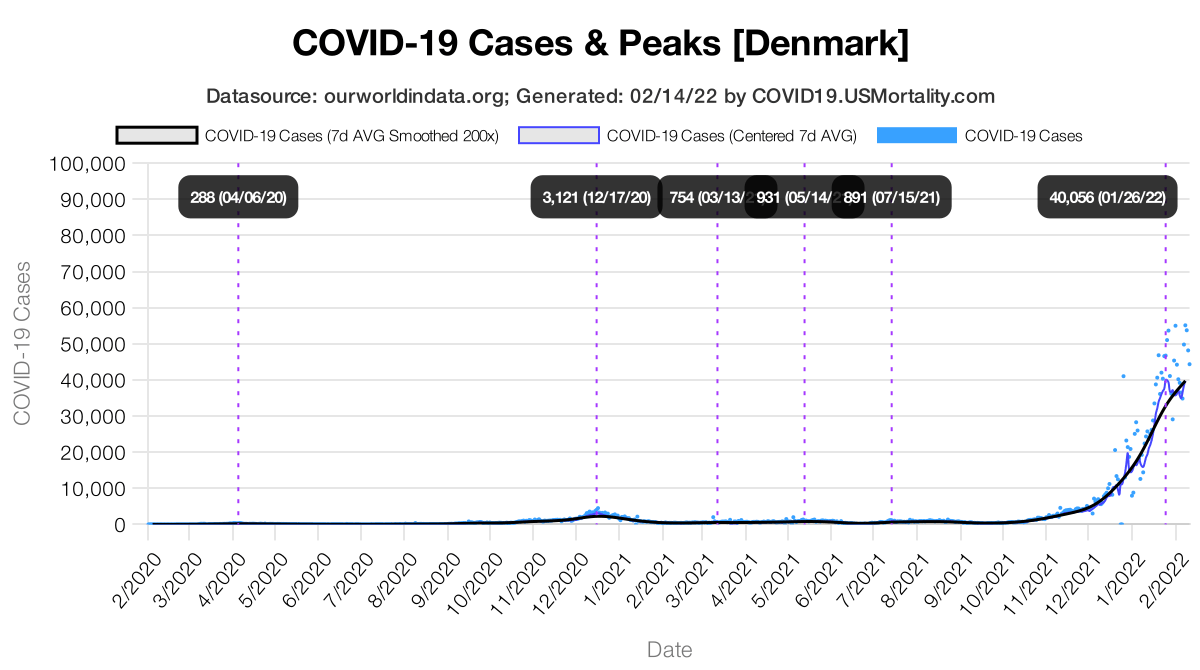 COVID-19 Cases & Peaks [Denmark]
Datasource: ourworldindata.org; Generated: 02/14/22 by COVID19.USMortality.com
COVID-19 Cases (7d AVG Smoothed 200x) COVID-19 Cases (Centered 7d AVG) COVID-19 Cases
100,000
90,000
80,000
70,000
60,000
50,000
40,000
30,000
20,000
10,000
0
COVID-19 Cases
288 (04/06/20) 3,121 (12/17/20) 754 (03/13/ 931 (05/14/ 891 (07/15/21) 40,056 (01/26/22)
2/2020 3/2020 4/2020 5/2020 6/2020 7/2020 8/2020 9/2020 10/2020 11/2020 12/2020 1/2021 2/2021 3/2021 4/2021 5/2021 6/2021 7/2021 8/2021 9/2021 10/2021 11/2021 12/2021 1/2022 2/2022
Date